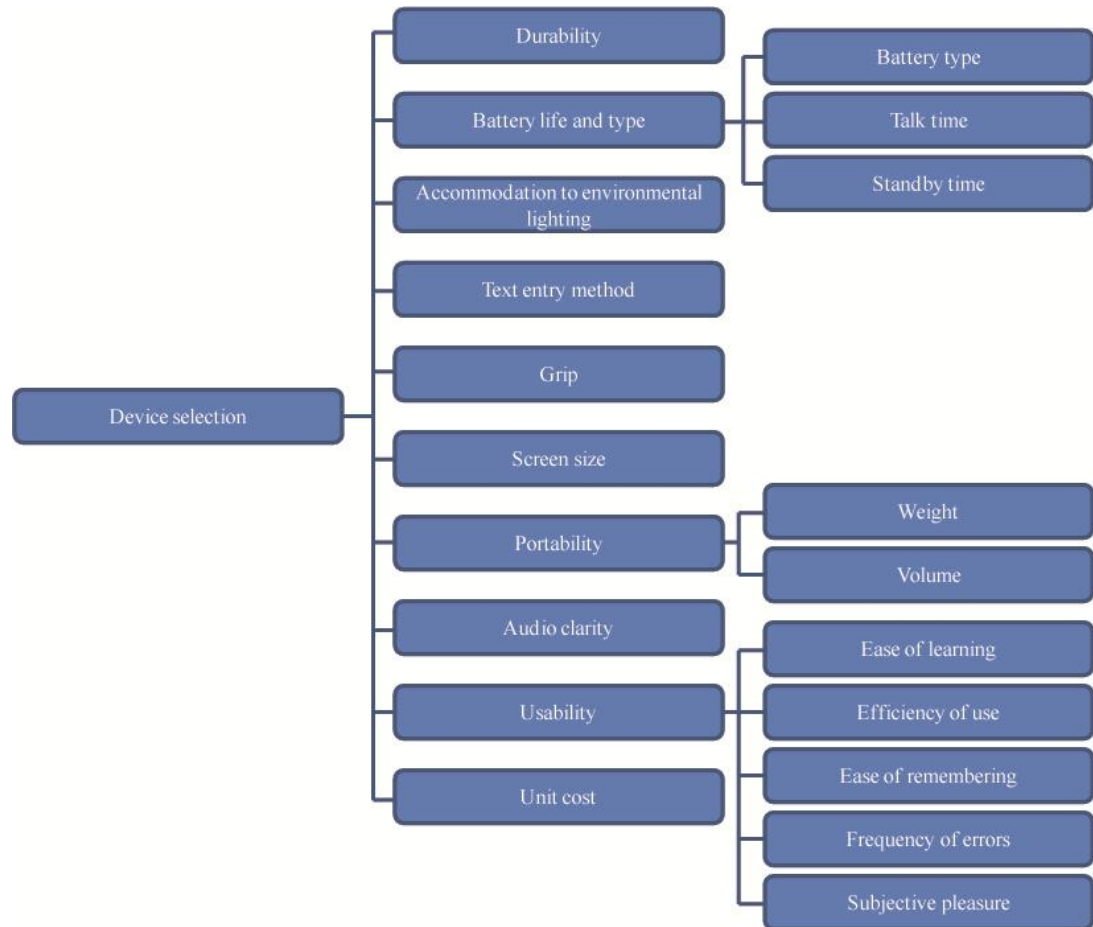 Durability
Battery type
Battery life and type
Talk time
Standby time
Accommodation to environmental
lighting
Text entry method
Grip
Device selection
Screen size
Weight
Portability
Volume
Audio clarity
Ease of learning
Usability
Efficiency of use
Ease of remembering
Unit cost
Frequency of errors
Subjective pleasure